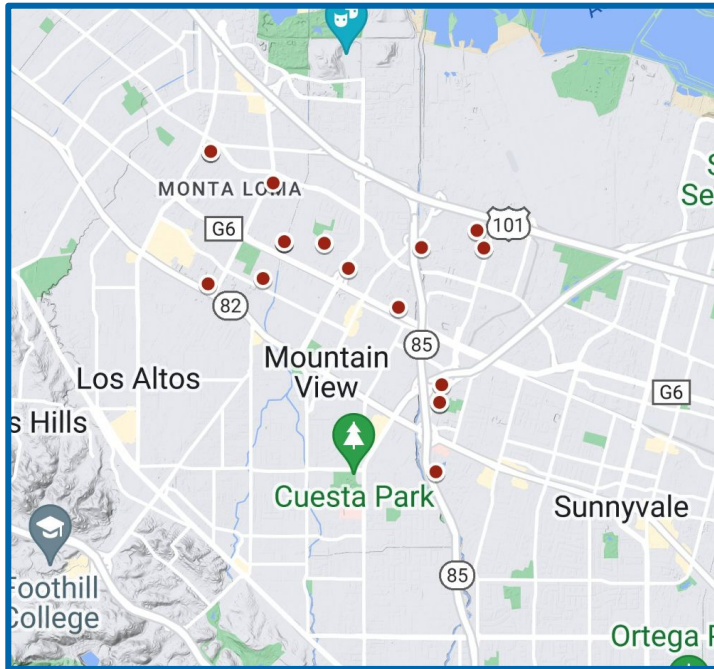 S
Se
MONTA LOMA
101
G6
82
85
Mountain
View
Los Altos
G6
s Hills
Cuesta Park
Sunnyvale
85
Foothill
College
Ortega P